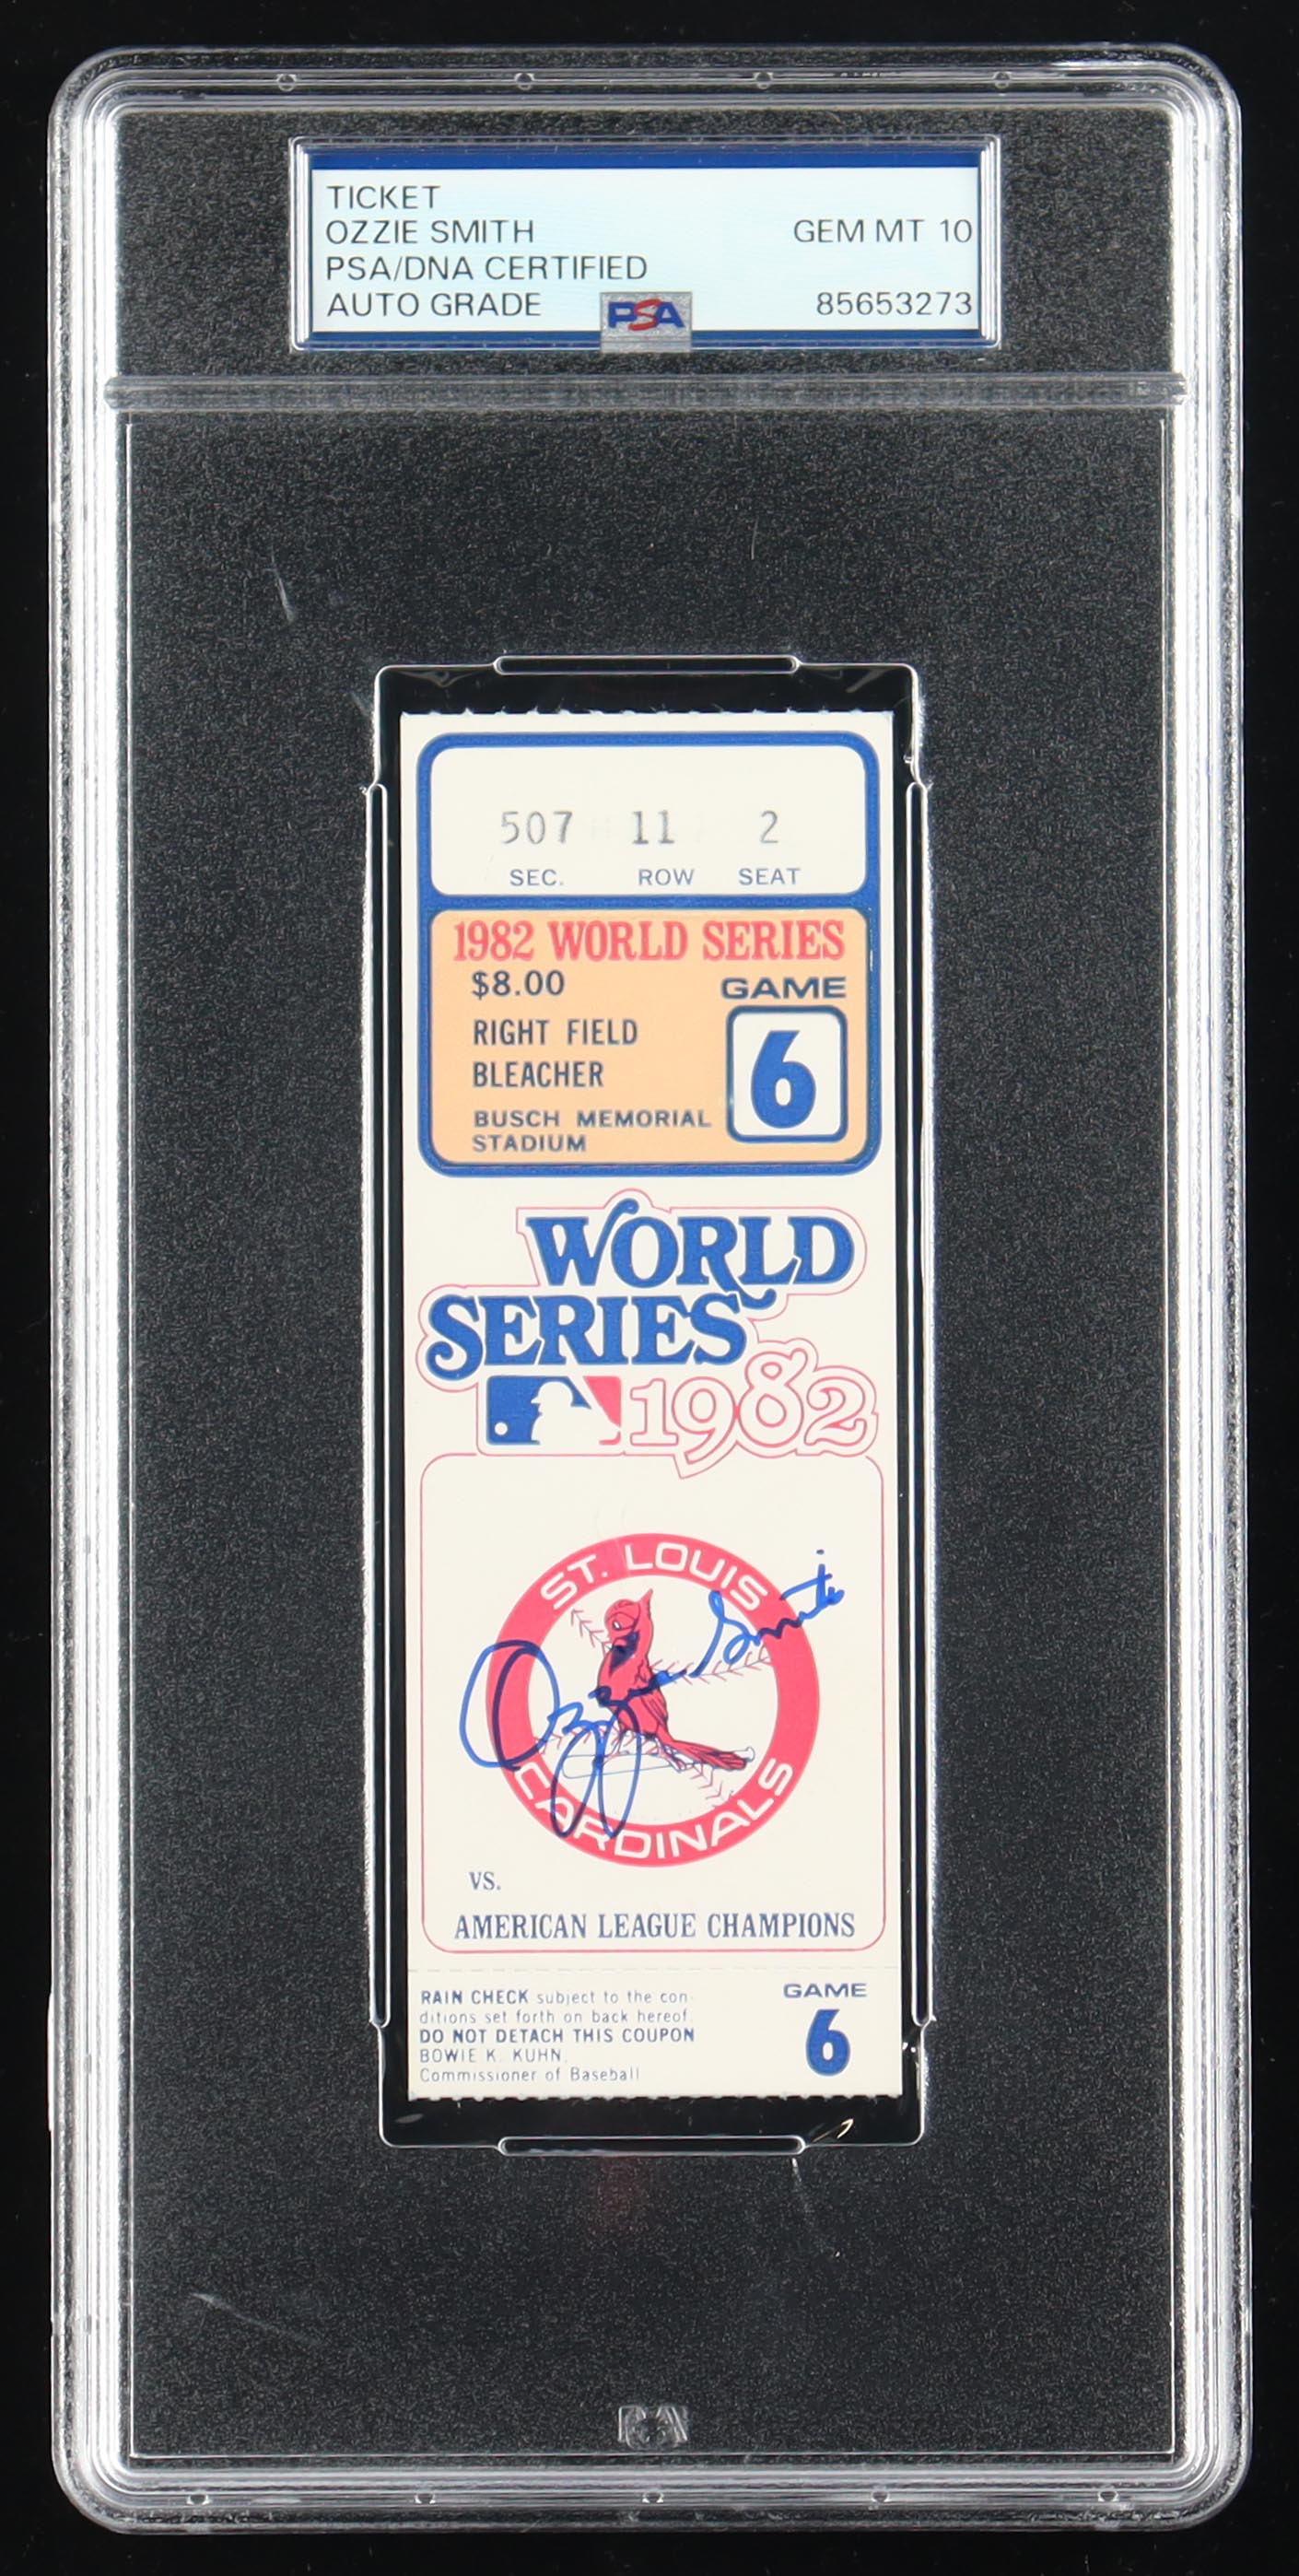 TICKET
OZZIE SMITH
GEM MT 10
PSA/DNA CERTIFIED
AUTO GRADE
85653273
PSA
507 11 2
SEC. ROW SEAT
1982 WORLD SERIES
$8.00
GAME
6
RIGHT FIELD
BLEACHER
BUSCH MEMORIAL
STADIUM
WORLD
SERIES
1982
ST. LOUIS
Ozzie Smith
CARDINALS
VS.
AMERICAN LEAGUE CHAMPIONS
RAIN CHECK subject to the con-
ditions set forth on back hereof.
DO NOT DETACH THIS COUPON
BOWIE K. KUHN,
Commissioner of Baseball
GAME
6
PSA